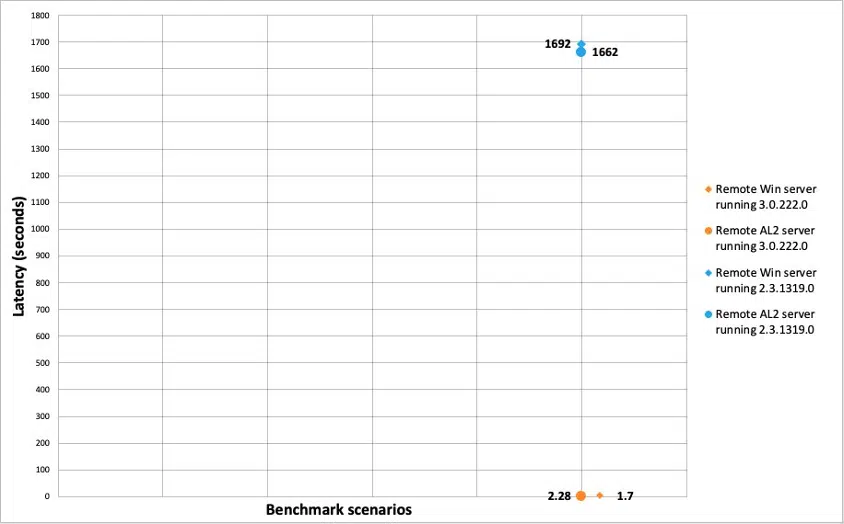 1800
1700
1692
1662
1600
1500
1400
1300
1200
1100
1000
900
800
700
600
500
400
300
200
100
0
2.28
1.7
Latency (seconds)
Benchmark scenarios
Remote Win server
running 3.0.222.0
Remote AL2 server
running 3.0.222.0
Remote Win server
running 2.3.1319.0
Remote AL2 server
running 2.3.1319.0